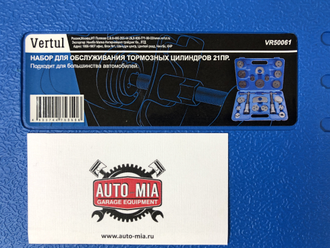 Vertul
VR50061
НАБОР ДЛЯ ОБСЛУЖИВАНИЯ ТОРМОЗНЫХ ЦИЛИНДРОВ 21ПР.
Подходит для большинства автомобилей.
AUTO MIA
GARAGE EQUIPMENT
www.auto-mia.ru